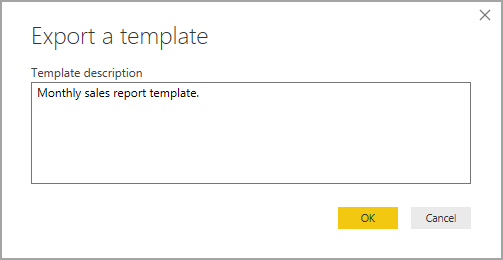 Export a template
Template description
Monthly sales report template.
OK
Cancel